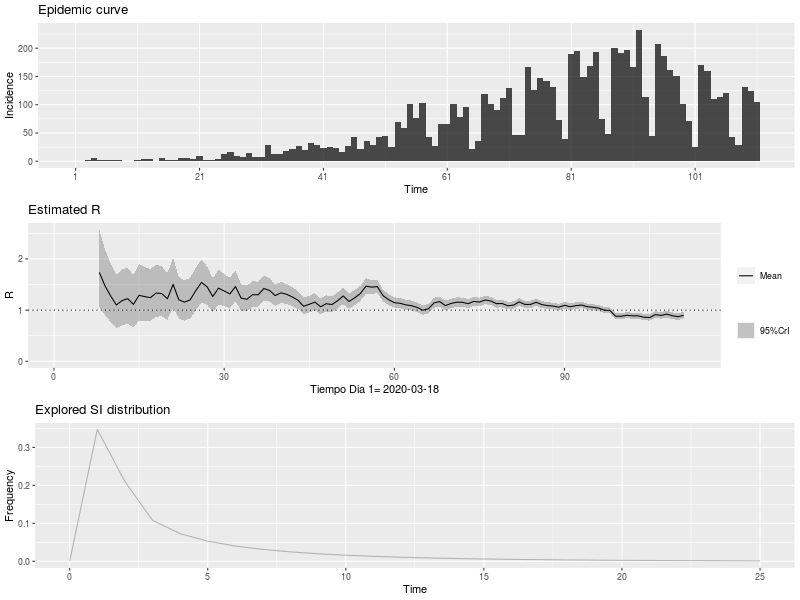 Epidemic curve
200
150
100
50
0
Incidence
1 21 41 61 81 101
Time
Estimated R
2
1
0
R
0 30 60 90
Tiempo Dia 1= 2020-03-18
Mean
95%CrI
Explored SI distribution
0.3
0.2
0.1
0.0
Frequency
0 5 10 15 20 25
Time